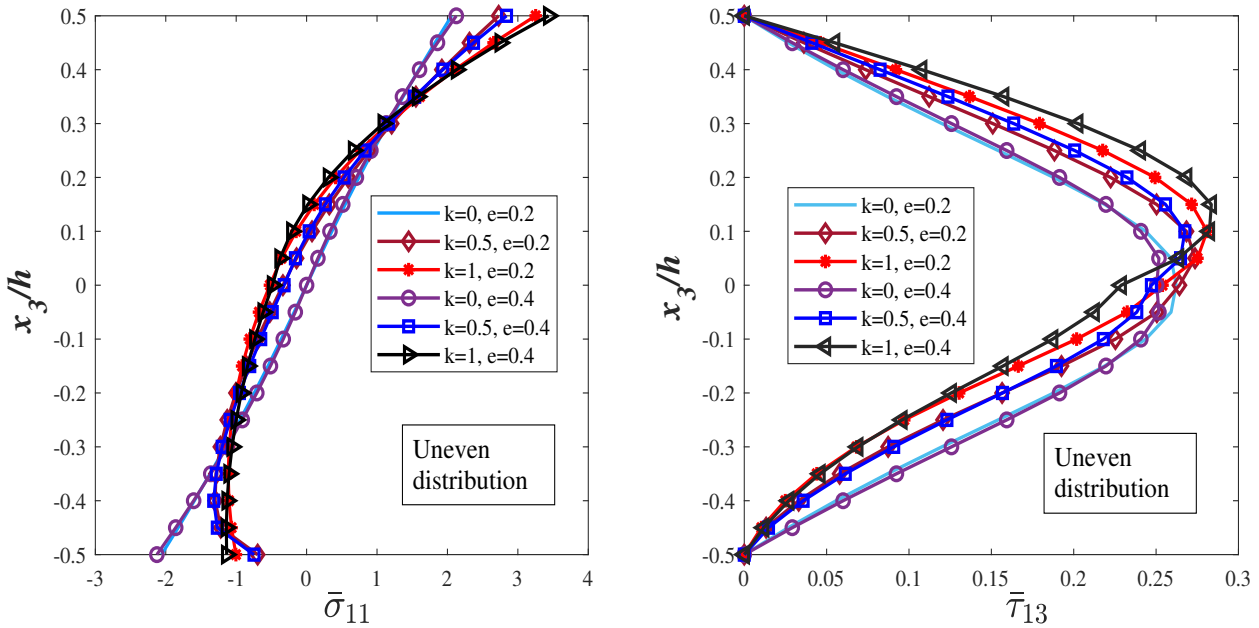 0.5
0.4
0.3
0.2
0.1
0
-0.1
-0.2
-0.3
-0.4
-0.5
x₃/h
-3
-2
-1
0
1
2
3
4
σ̄₁₁
k=0, e=0.2
k=0.5, e=0.2
k=1, e=0.2
k=0, e=0.4
k=0.5, e=0.4
k=1, e=0.4
Uneven
distribution
0.5
0.4
0.3
0.2
0.1
0
-0.1
-0.2
-0.3
-0.4
-0.5
x₃/h
0
0.05
0.1
0.15
0.2
0.25
0.3
τ̄₁₃
k=0, e=0.2
k=0.5, e=0.2
k=1, e=0.2
k=0, e=0.4
k=0.5, e=0.4
k=1, e=0.4
Uneven
distribution